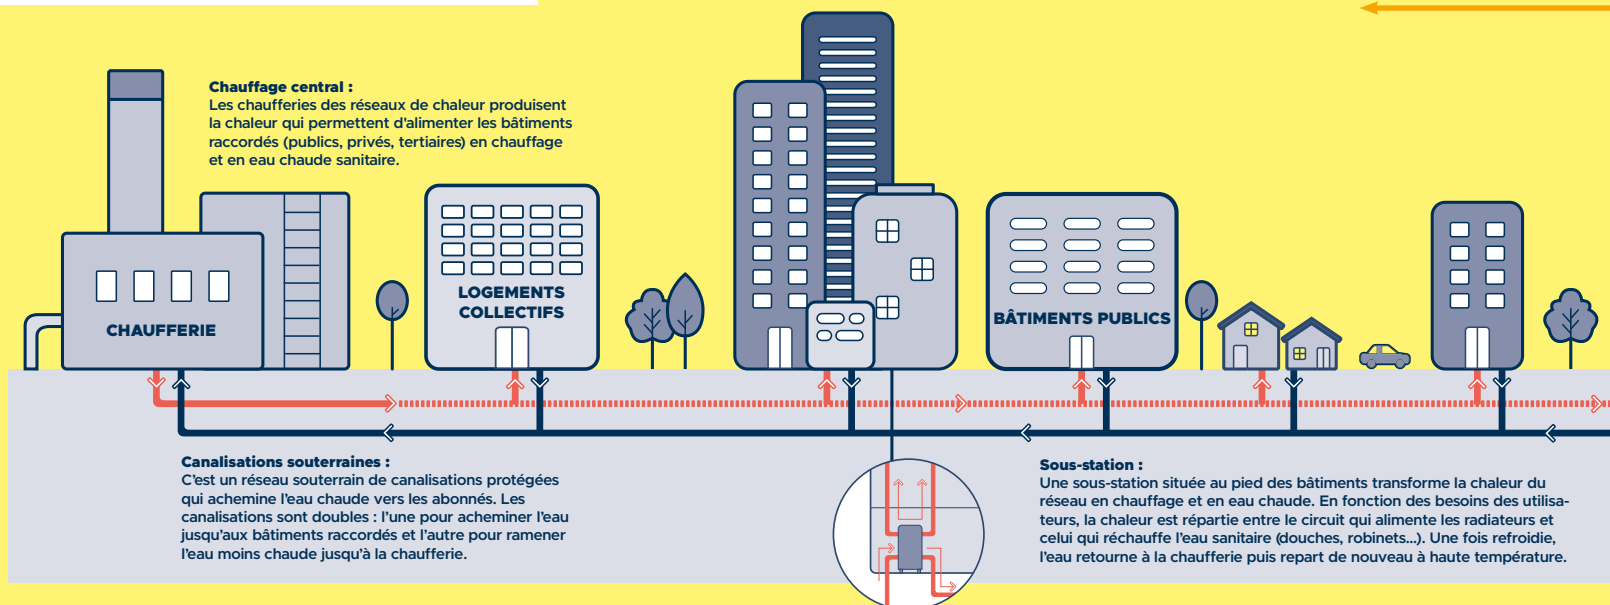 Chauffage central :
Les chaufferies des réseaux de chaleur produisent
la chaleur qui permettent d'alimenter les bâtiments
raccordés (publics, privés, tertiaires) en chauffage
et en eau chaude sanitaire.
CHAUFFERIE
LOGEMENTS
COLLECTIFS
BÂTIMENTS PUBLICS
Canalisations souterraines :
C'est un réseau souterrain de canalisations protégées
qui achemine l'eau chaude vers les abonnés. Les
canalisations sont doubles : l'une pour acheminer l'eau
jusqu'aux bâtiments raccordés et l'autre pour ramener
l'eau moins chaude jusqu'à la chaufferie.
Sous-station :
Une sous-station située au pied des bâtiments transforme la chaleur du
réseau en chauffage et en eau chaude. En fonction des besoins des utilisa-
teurs, la chaleur est répartie entre le circuit qui alimente les radiateurs et
celui qui réchauffe l'eau sanitaire (douches, robinets...). Une fois refroidie,
l'eau retourne à la chaufferie puis repart de nouveau à haute température.